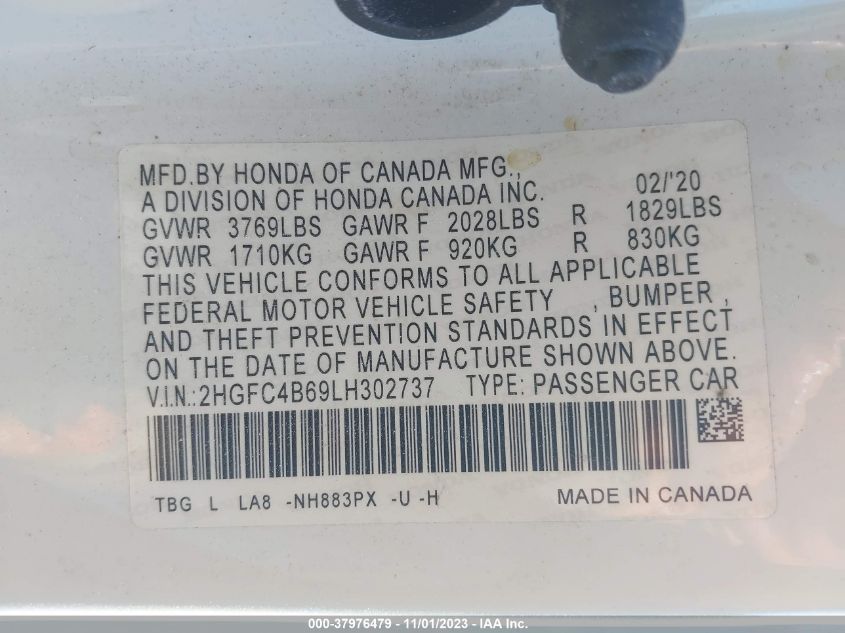 MFD.BY HONDA OF CANADA MFG.,
A DIVISION OF HONDA CANADA INC. 02/'20
GVWR 3769LBS GAWR F 2028LBS R 1829LBS
GVWR 1710KG GAWR F 920KG R 830KG
THIS VEHICLE CONFORMS TO ALL APPLICABLE
FEDERAL MOTOR VEHICLE SAFETY , BUMPER ,
AND THEFT PREVENTION STANDARDS IN EFFECT
ON THE DATE OF MANUFACTURE SHOWN ABOVE.
V.I.N.:2HGFC4B69LH302737 TYPE: PASSENGER CAR
TBG L LA8 -NH883PX -U -H MADE IN CANADA
000-37976479 - 11/01/2023 - IAA Inc.